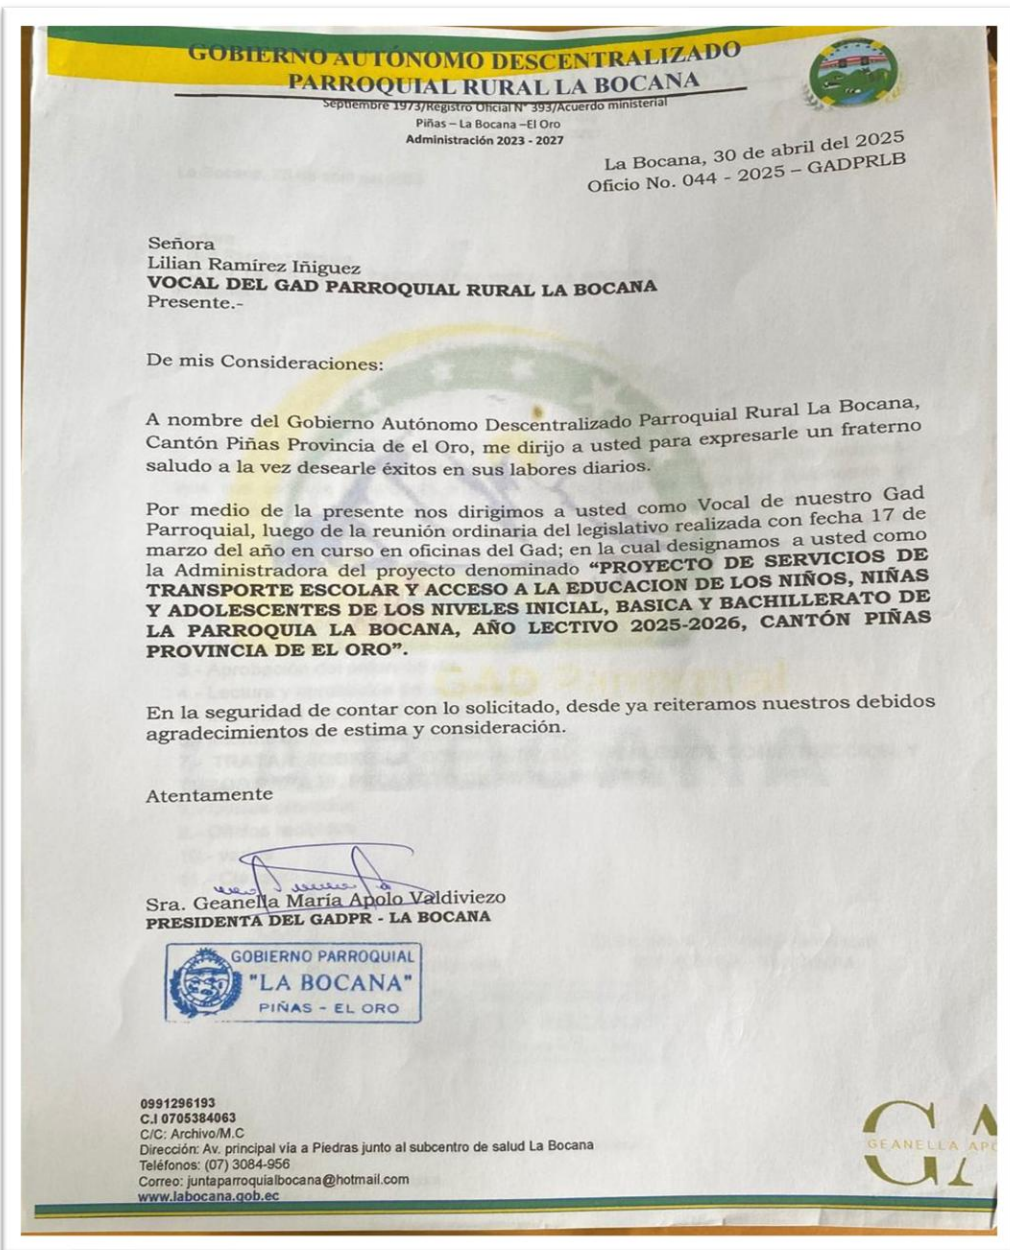 GOBIERNO AUTÓNOMO DESCENTRALIZADO
PARROQUIAL RURAL LA BOCANA
Septiembre 1973/Registro Oficial N° 393/Acuerdo ministerial
Piñas – La Bocana –El Oro
Administración 2023 - 2027
La Bocana, 30 de abril del 2025
Oficio No. 044 - 2025 – GADPRLB
Señora
Lilian Ramírez Iñiguez
VOCAL DEL GAD PARROQUIAL RURAL LA BOCANA
Presente.-
De mis Consideraciones:
A nombre del Gobierno Autónomo Descentralizado Parroquial Rural La Bocana,
Cantón Piñas Provincia de el Oro, me dirijo a usted para expresarle un fraterno
saludo a la vez desearle éxitos en sus labores diarios.
Por medio de la presente nos dirigimos a usted como Vocal de nuestro Gad
Parroquial, luego de la reunión ordinaria del legislativo realizada con fecha 17 de
marzo del año en curso en oficinas del Gad; en la cual designamos a usted como
la Administradora del proyecto denominado “PROYECTO DE SERVICIOS DE
TRANSPORTE ESCOLAR Y ACCESO A LA EDUCACION DE LOS NIÑOS, NIÑAS
Y ADOLESCENTES DE LOS NIVELES INICIAL, BASICA Y BACHILLERATO DE
LA PARROQUIA LA BOCANA, AÑO LECTIVO 2025-2026, CANTÓN PIÑAS
PROVINCIA DE EL ORO”.
En la seguridad de contar con lo solicitado, desde ya reiteramos nuestros debidos
agradecimientos de estima y consideración.
Atentamente
Sra. Geanella María Apolo Valdiviezo
PRESIDENTA DEL GADPR - LA BOCANA
GOBIERNO PARROQUIAL
"LA BOCANA"
PIÑAS - EL ORO
0991296193
C.I 0705384063
C/C: Archivo/M.C
Dirección: Av. principal via a Piedras junto al subcentro de salud La Bocana
Teléfonos: (07) 3084-956
Correo: juntaparroquialbocana@hotmail.com
www.labocana.gob.ec
GA
GEANELLA APO